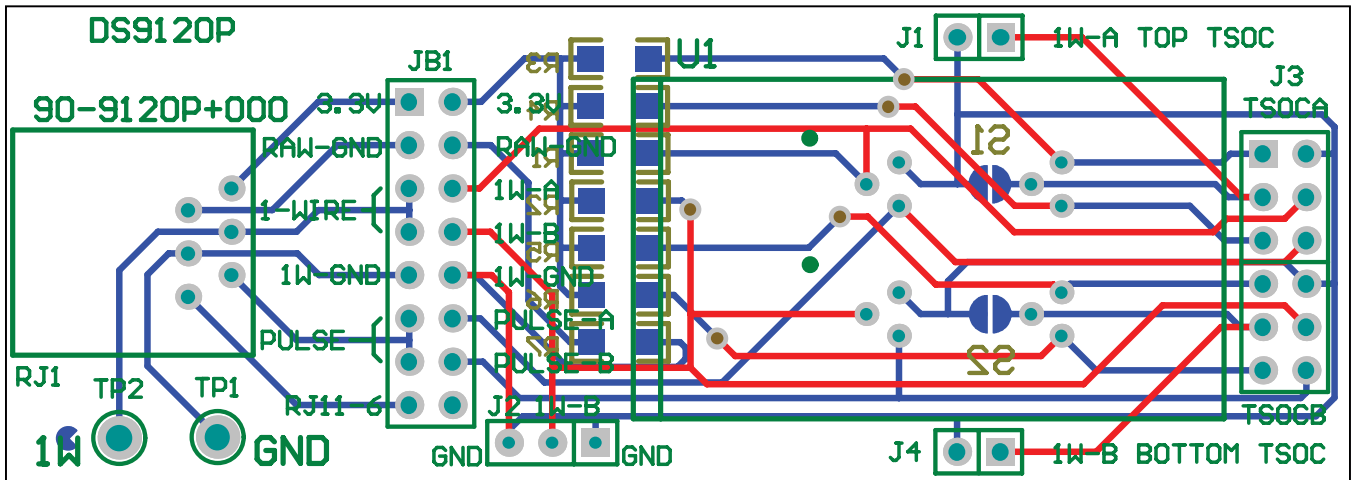 DS9120P
JB1
U1
J1
1W-A TOP TSOC
J3
TSOCA
90-9120P+000
3.3V
3.3V
R3
R4
S1
RAW-GND
RAW-GND
R1
1W-A
R2
1-WIRE
1W-B
R5
1W-GND
1W-GND
R6
PULSE-A
PULSE
R7
PULSE-B
S2
RJ1
TP2
TP1
RJ11-6
J2 1W-B
TSOCB
1W
GND
GND
GND
J4
1W-B BOTTOM TSOC